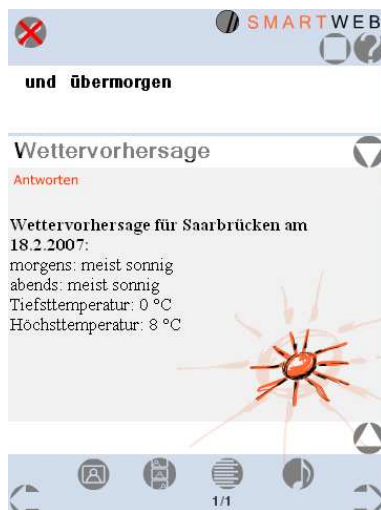 SMARTWEB
?
und übermorgen
Wettervorhersage
Antworten
Wettervorhersage für Saarbrücken am
18.2.2007:
morgens: meist sonnig
abends: meist sonnig
Tiefsttemperatur: 0 °C
Höchsttemperatur: 8 °C
1/1